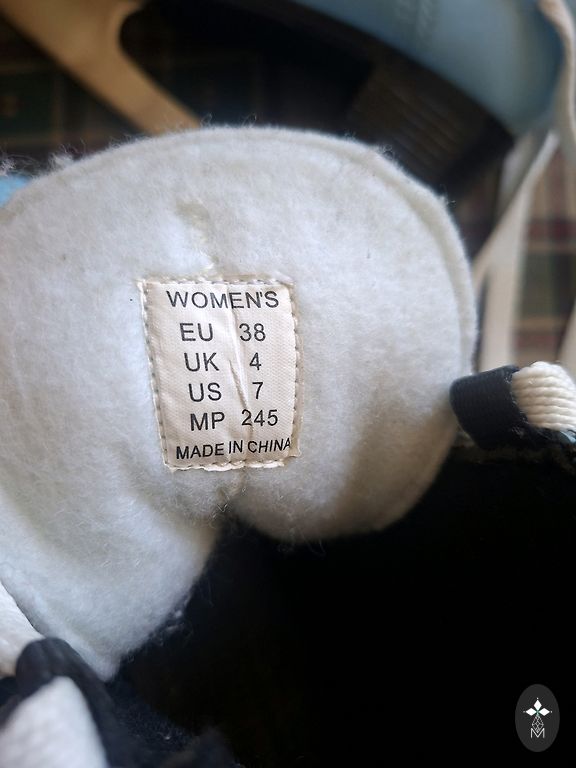 WOMEN'S
EU 38
UK 4
US 7
MP 245
MADE IN CHINA